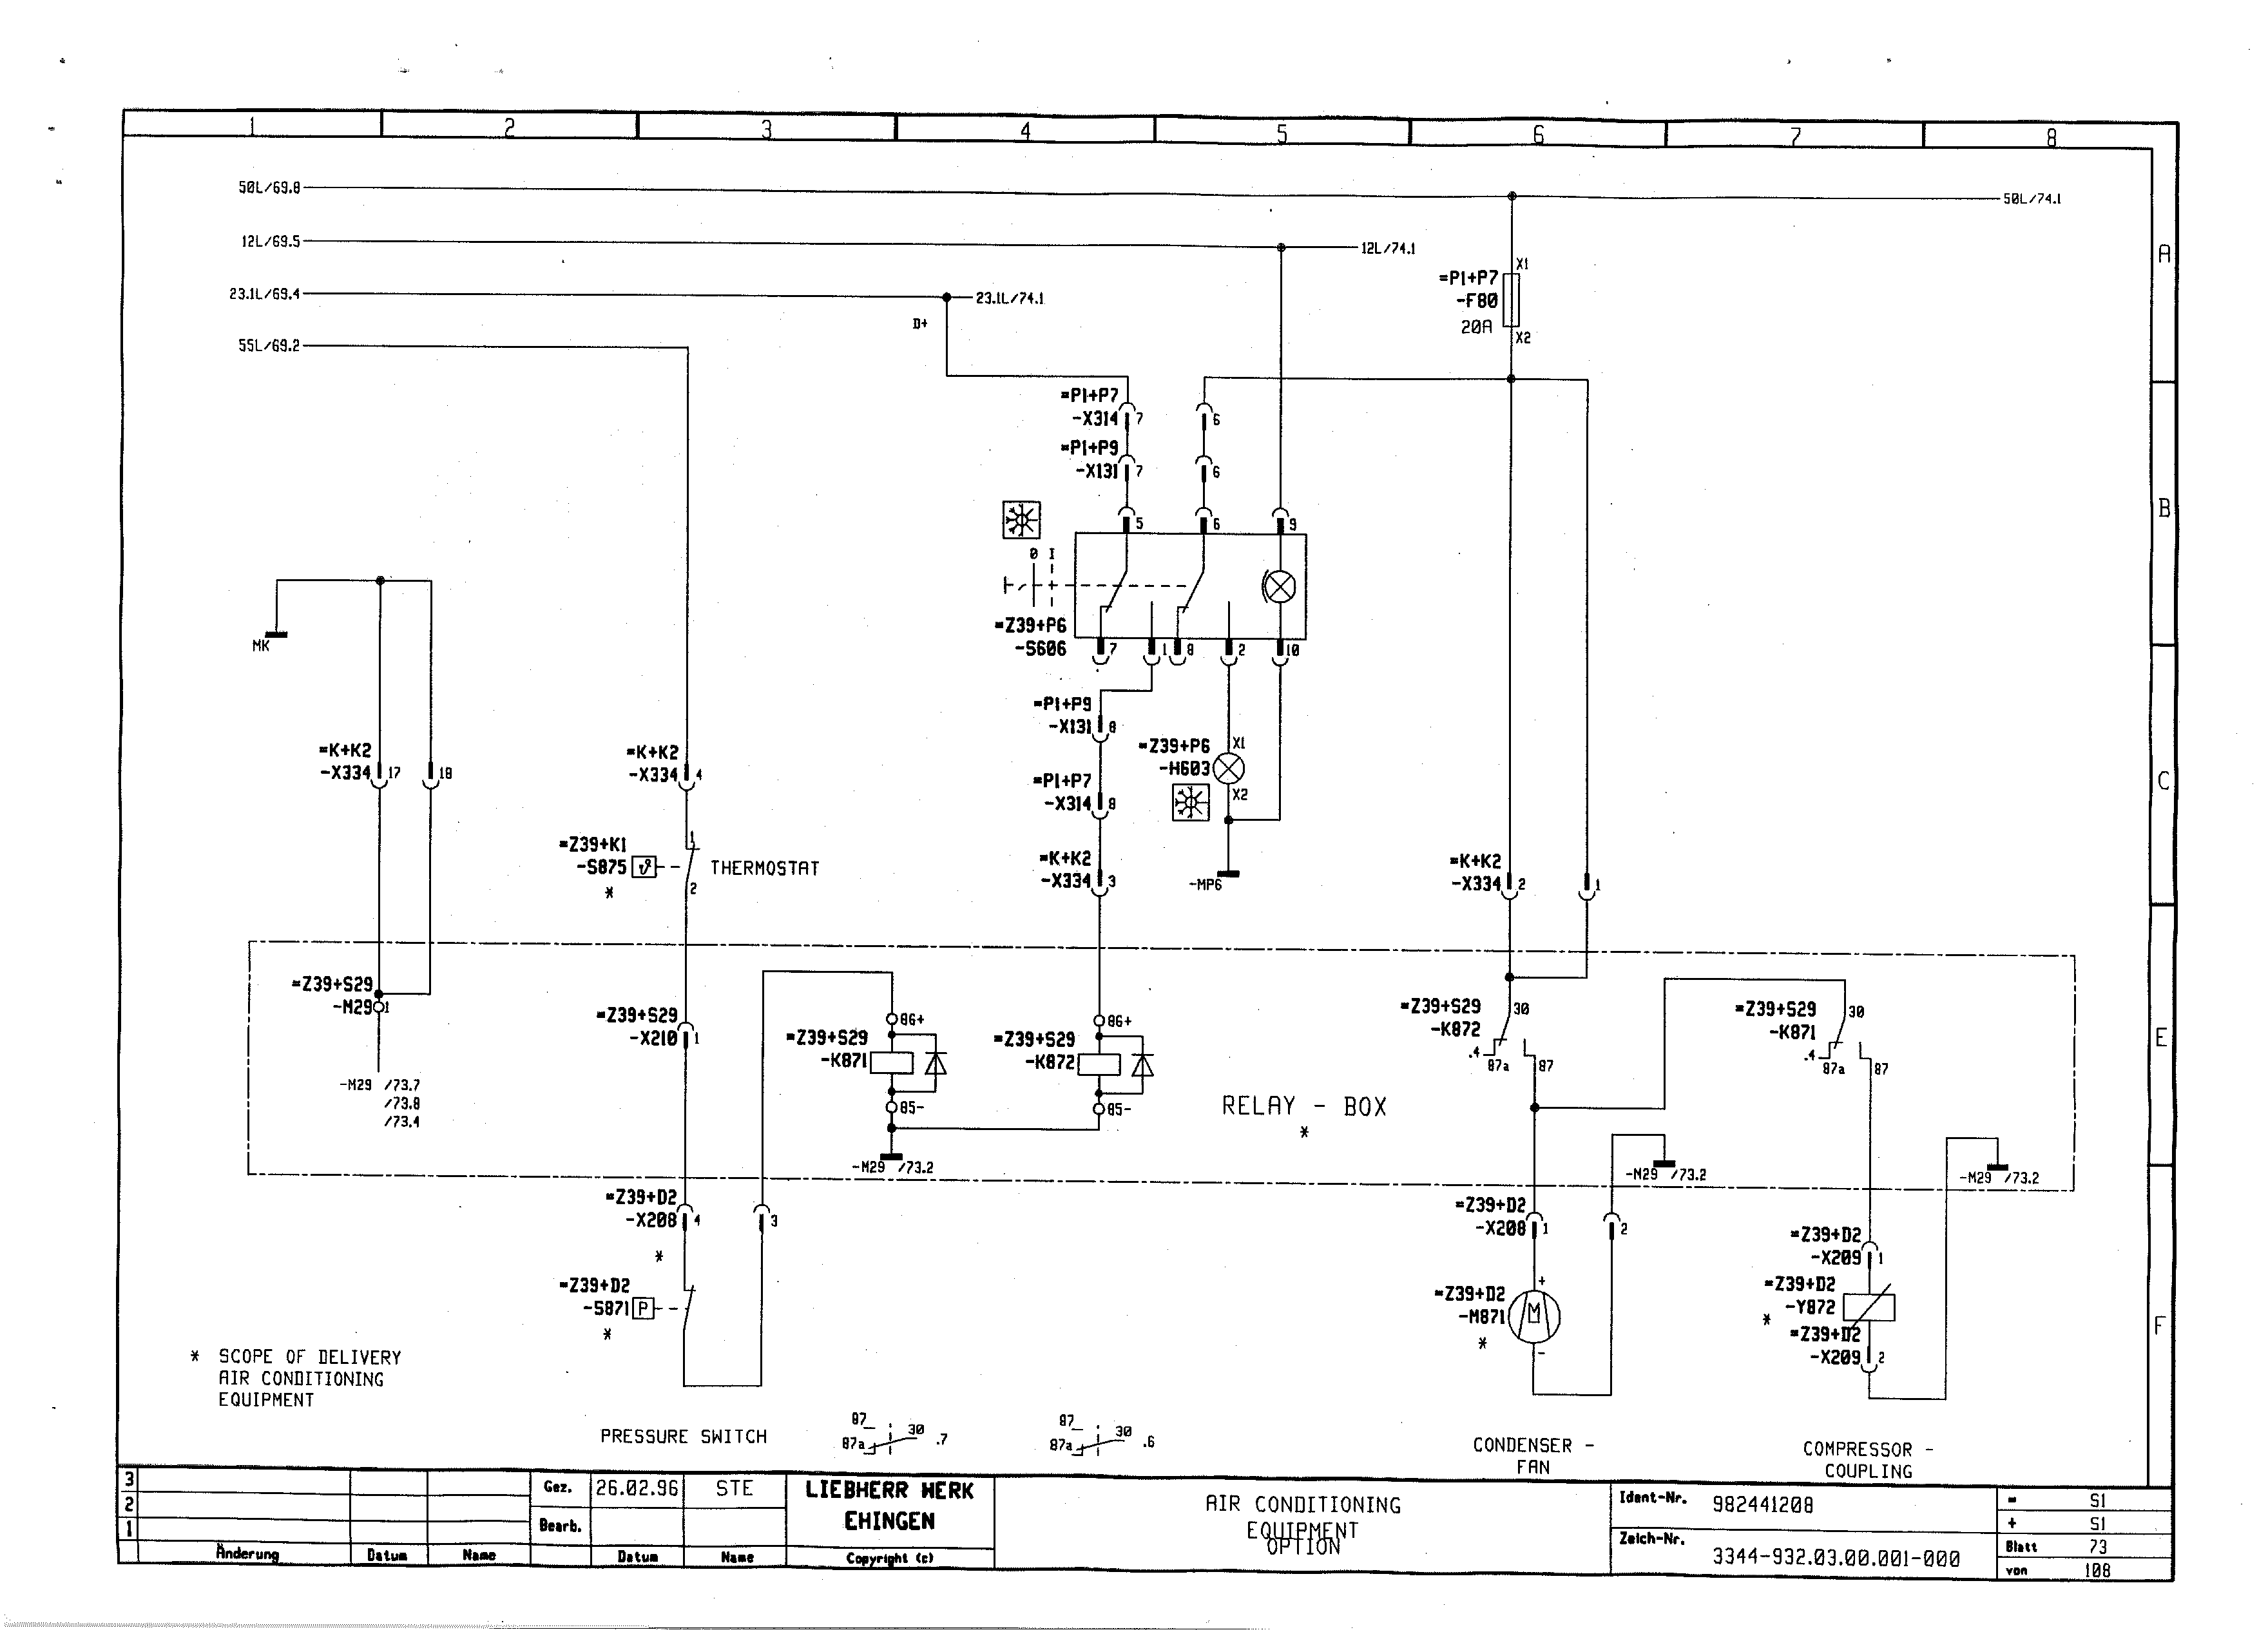 1 2 3 4 5 6 7 8
50L/69.8
50L/74.1
12L/69.5
12L/74.1
A
X1
=P1+P7
-F80
20A
X2
23.1L/69.4
23.1L/74.1
D+
55L/69.2
=P1+P7
-X314 7
6
=P1+P9
-X131 7
6
B
5 6 9
0 I
=Z39+P6
-S606
7 1 8 2 10
MK
=P1+P9
-X131 8
=Z39+P6
-H603
X1
X2
=K+K2
-X334 17
18
=K+K2
-X334 4
=P1+P7
-X314 8
C
=Z39+K1
-S875
1
2
*
THERMOSTAT
=K+K2
-X334 3
-MP6
=K+K2
-X334 2
1
=Z39+S29
-M29 1
-M29 /73.7
/73.8
/73.4
=Z39+S29
-X210 1
=Z39+S29
-K871
86+
85-
=Z39+S29
-K872
86+
85-
-M29 /73.2
RELAY - BOX
*
=Z39+S29
-K872
30
.4
87a
87
=Z39+S29
-K871
30
.4
87a
87
E
-M29 /73.2
-M29 /73.2
=Z39+D2
-X208 4
3
*
=Z39+D2
-S871 P
*
=Z39+D2
-X208 1
2
=Z39+D2
-M871
+
M
-
*
=Z39+D2
-X209 1
=Z39+D2
-Y872
*
=Z39+D2
-X209 2
F
* SCOPE OF DELIVERY
AIR CONDITIONING
EQUIPMENT
PRESSURE SWITCH
87
87a
30
.7
87
87a
30
.6
CONDENSER -
FAN
COMPRESSOR -
COUPLING
3
2
1
Änderung
Datum
Name
Gez. 26.02.96 STE
Bearb.
Datum
Name
LIEBHERR WERK
EHINGEN
Copyright (c)
AIR CONDITIONING
EQUIPMENT
OPTION
Ident-Nr. 982441208
Zeich-Nr. 3344-932.03.00.001-000
= S1
+ S1
Blatt 73
von 108